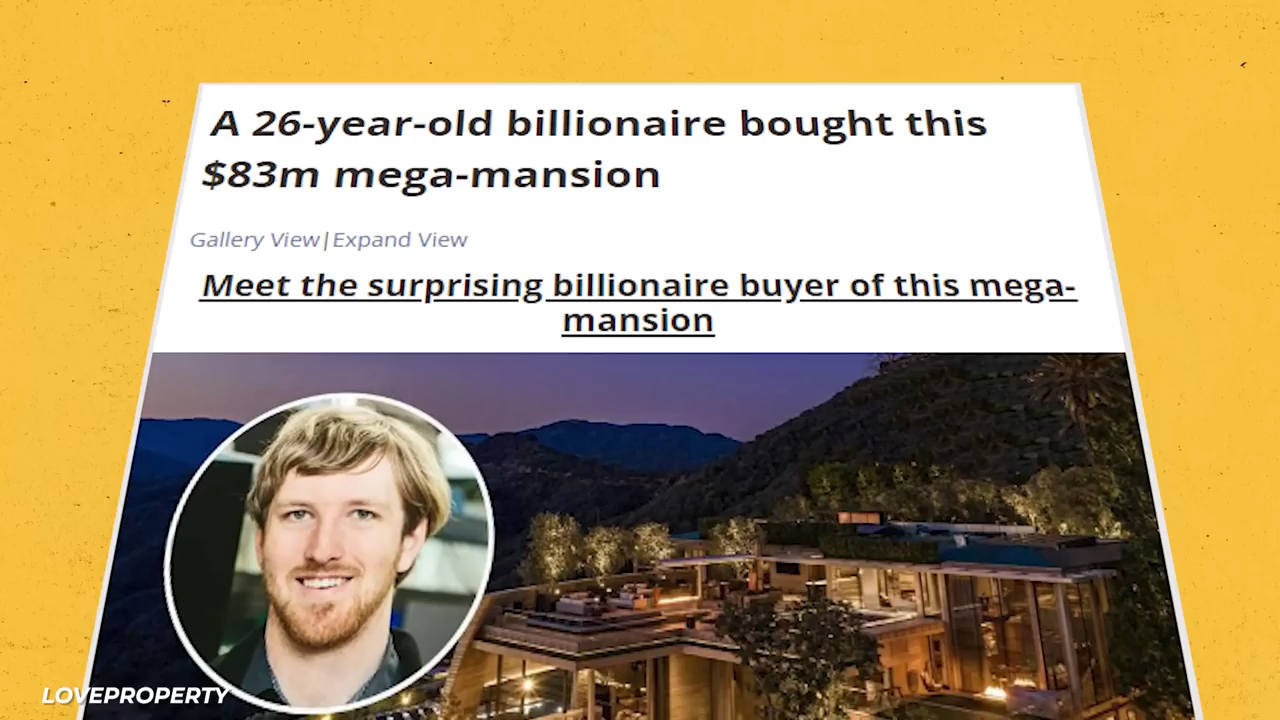 A 26-year-old billionaire bought this
$83m mega-mansion
Gallery View|Expand View
Meet the surprising billionaire buyer of this mega-
mansion
LOVEPROPERTY